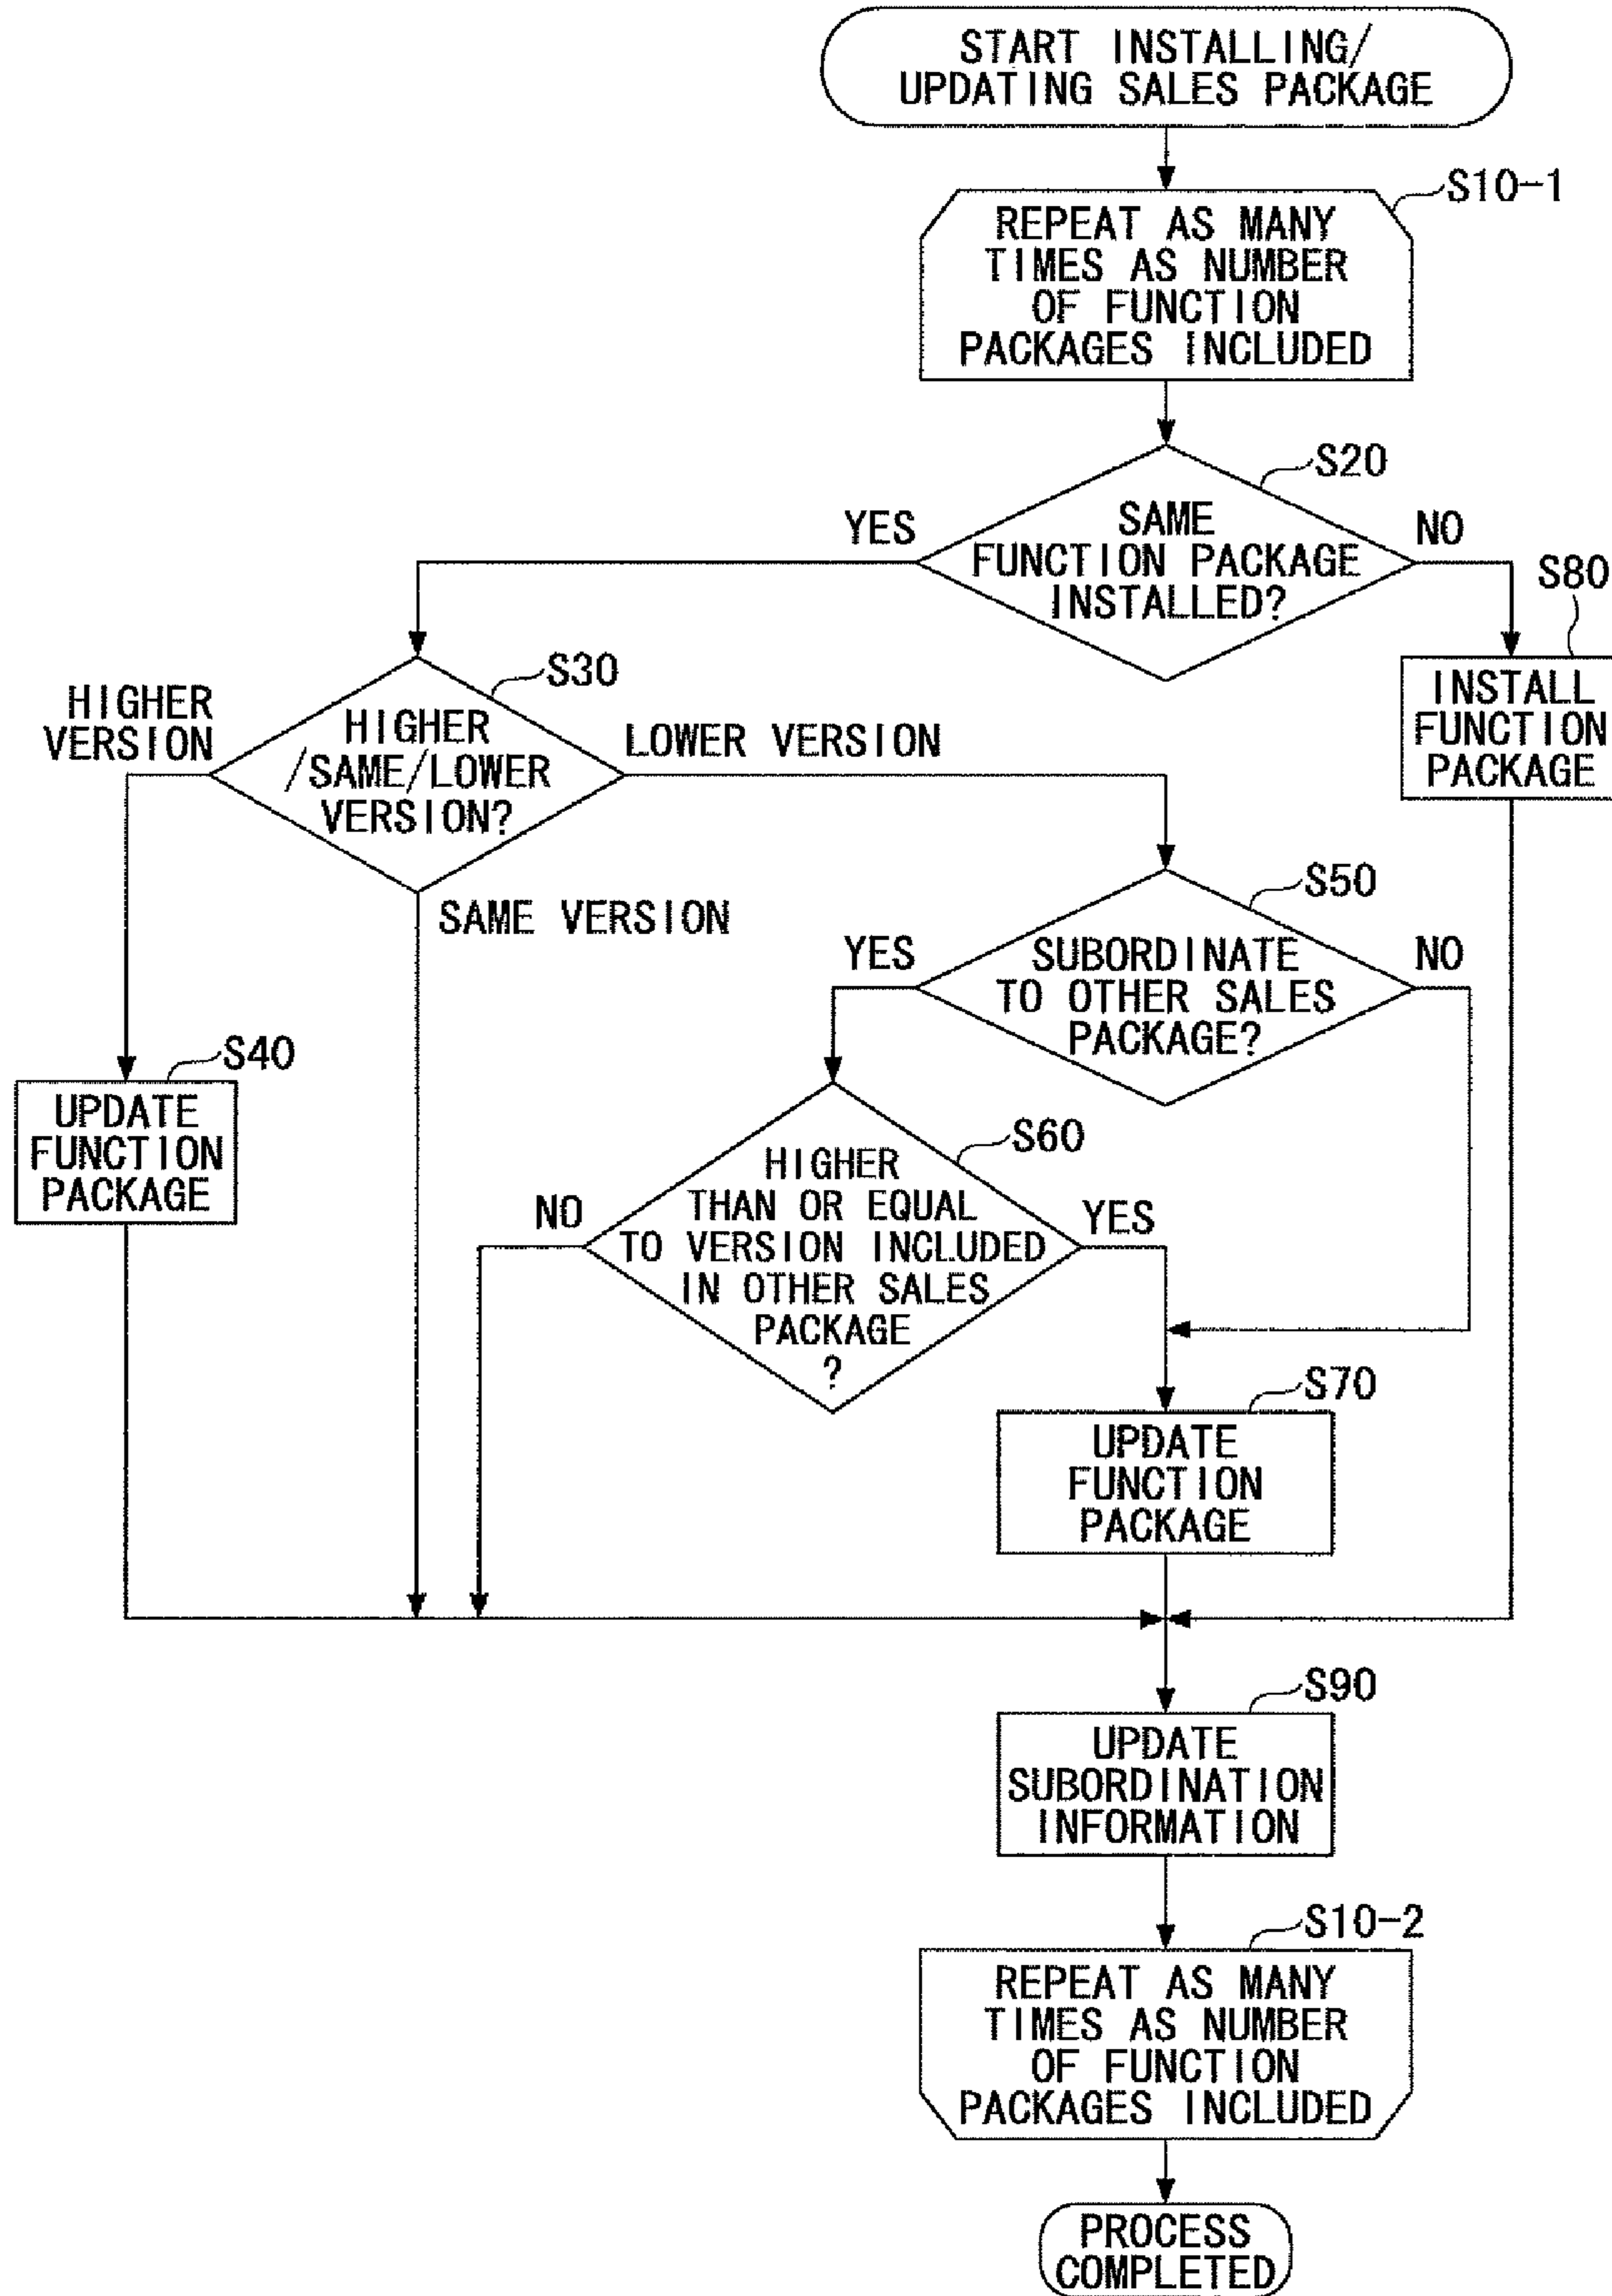 START INSTALLING/
UPDATING SALES PACKAGE
S10-1
REPEAT AS MANY
TIMES AS NUMBER
OF FUNCTION
PACKAGES INCLUDED
S20
YES
SAME
FUNCTION PACKAGE
INSTALLED?
NO
S80
INSTALL
FUNCTION
PACKAGE
S30
HIGHER
VERSION
HIGHER
/SAME/LOWER
VERSION?
LOWER VERSION
SAME VERSION
S50
YES
SUBORDINATE
TO OTHER SALES
PACKAGE?
NO
S40
UPDATE
FUNCTION
PACKAGE
S60
NO
HIGHER
THAN OR EQUAL
TO VERSION INCLUDED
IN OTHER SALES
PACKAGE
?
YES
S70
UPDATE
FUNCTION
PACKAGE
S90
UPDATE
SUBORDINATION
INFORMATION
S10-2
REPEAT AS MANY
TIMES AS NUMBER
OF FUNCTION
PACKAGES INCLUDED
PROCESS
COMPLETED